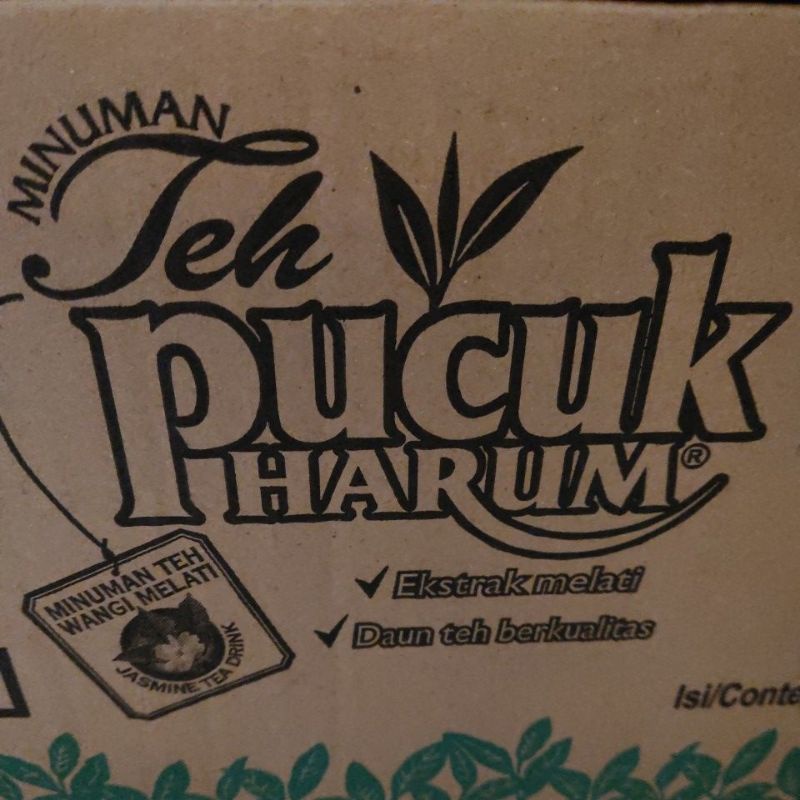 MINUMAN
Teh
pucuk
HARUM®
MINUMAN TEH
WANGI MELATI
JASMINE TEA DRINK
✓ Ekstrak melati
✓ Daun teh berkualitas
Isi/Conte